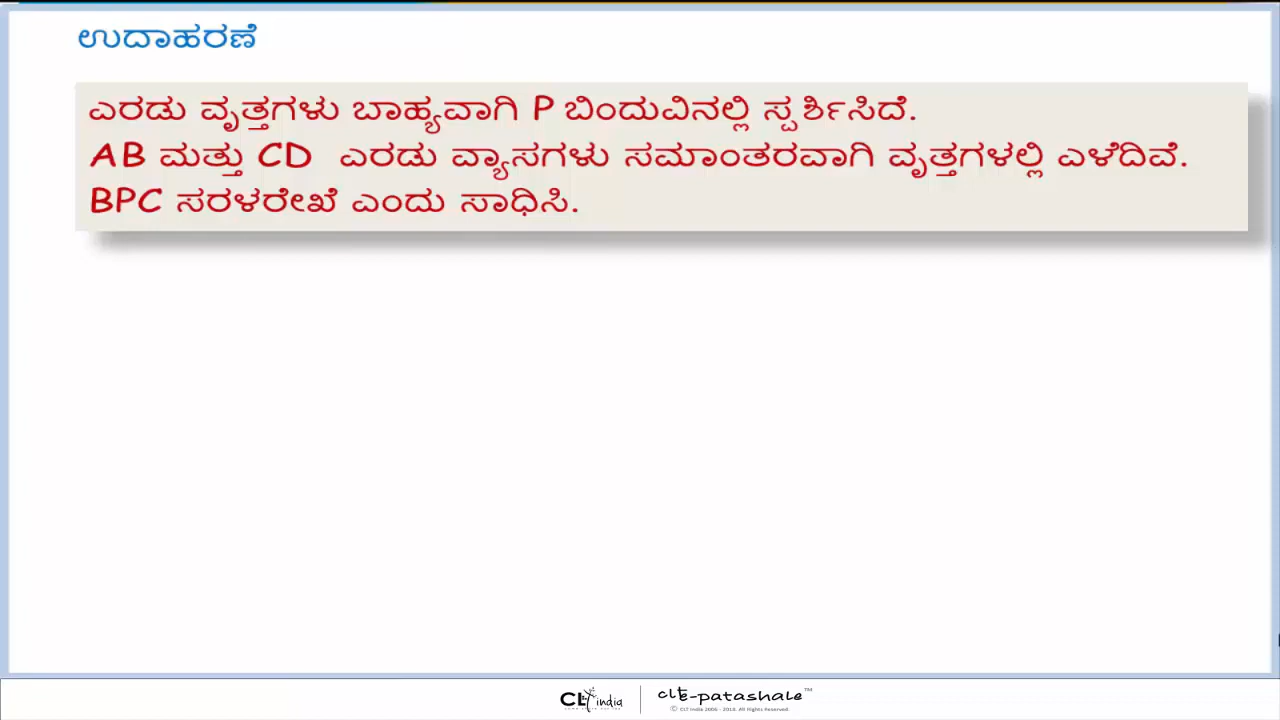 ಉದಾಹರಣೆ
ಎರಡು ವೃತ್ತಗಳು ಬಾಹ್ಯವಾಗಿ P ಬಿಂದುವಿನಲ್ಲಿ ಸ್ಪರ್ಶಿಸಿದೆ.
AB ಮತ್ತು CD ಎರಡು ವ್ಯಾಸಗಳು ಸಮಾಂತರವಾಗಿ ವೃತ್ತಗಳಲ್ಲಿ ಎಳೆದಿವೆ.
BPC ಸರಳರೇಖೆ ಎಂದು ಸಾಧಿಸಿ.
CLT india
clt e-patashale™